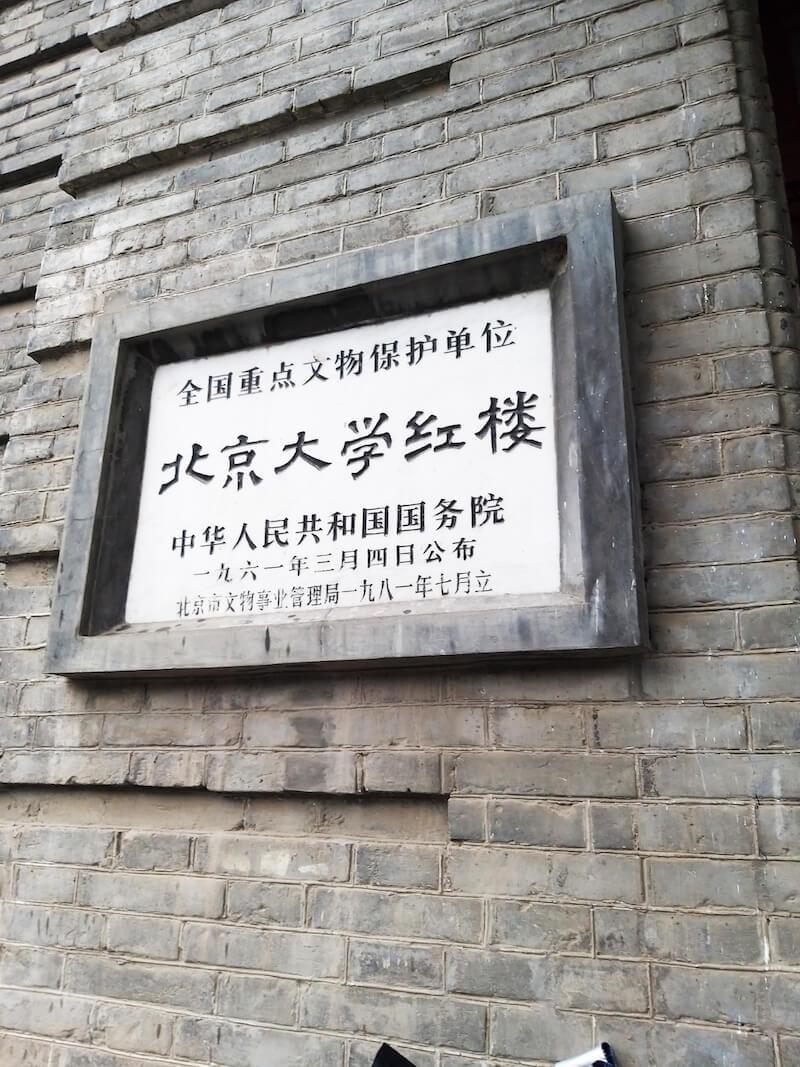 全国重点文物保护单位
北京大学红楼
中华人民共和国国务院
一九六一年三月四日公布
北京市文物事业管理局一九八一年七月立